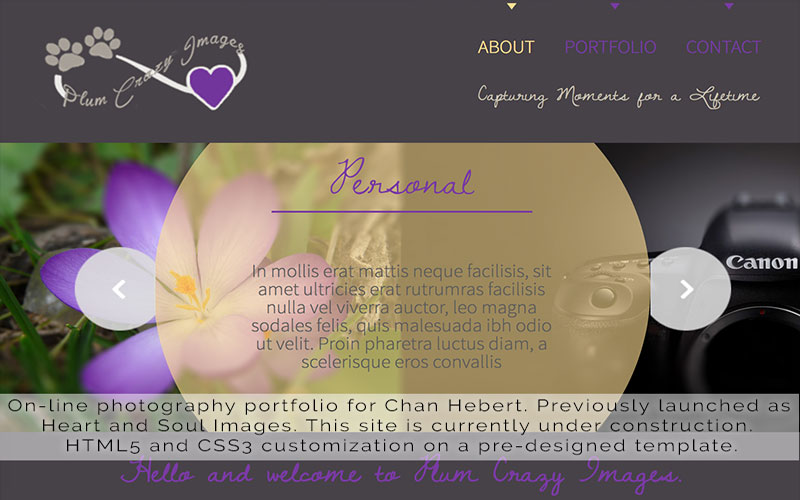 Plum Crazy Images
ABOUT PORTFOLIO CONTACT
Capturing Moments for a Lifetime
Personal
In mollis erat mattis neque facilisis, sit
amet ultricies erat rutrumras facilisis
nulla vel viverra auctor, leo magna
sodales felis, quis malesuada ibh odio
ut velit. Proin pharetra luctus diam, a
scelerisque eros convallis
Canon
On-line photography portfolio for Chan Hebert. Previously launched as
Heart and Soul Images. This site is currently under construction.
HTML5 and CSS3 customization on a pre-designed template.
Hello and welcome to Plum Crazy Images.